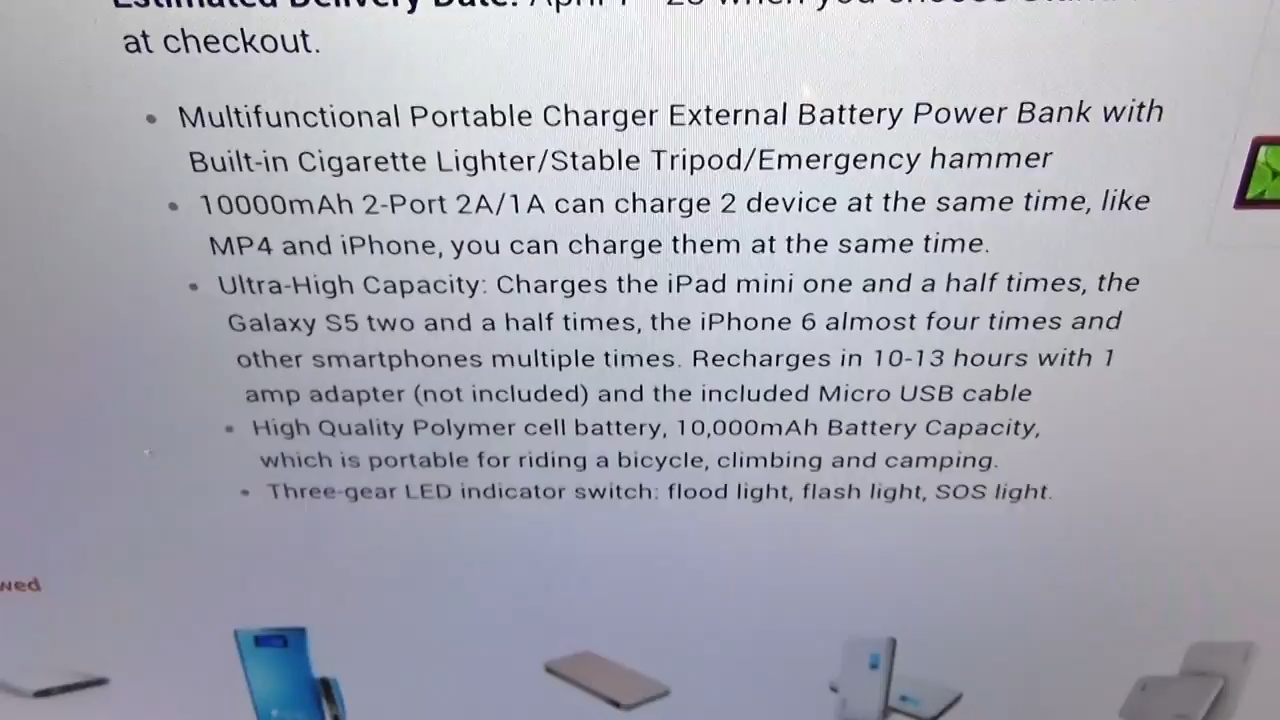 Estimated Delivery Date: April
at checkout.
Multifunctional Portable Charger External Battery Power Bank with
Built-in Cigarette Lighter/Stable Tripod/Emergency hammer
10000mAh 2-Port 2A/1A can charge 2 device at the same time, like
MP4 and iPhone, you can charge them at the same time.
Ultra-High Capacity: Charges the iPad mini one and a half times, the
Galaxy S5 two and a half times, the iPhone 6 almost four times and
other smartphones multiple times. Recharges in 10-13 hours with 1
amp adapter (not included) and the included Micro USB cable
High Quality Polymer cell battery, 10,000mAh Battery Capacity,
which is portable for riding a bicycle, climbing and camping.
Three-gear LED indicator switch: flood light, flash light, SOS light.